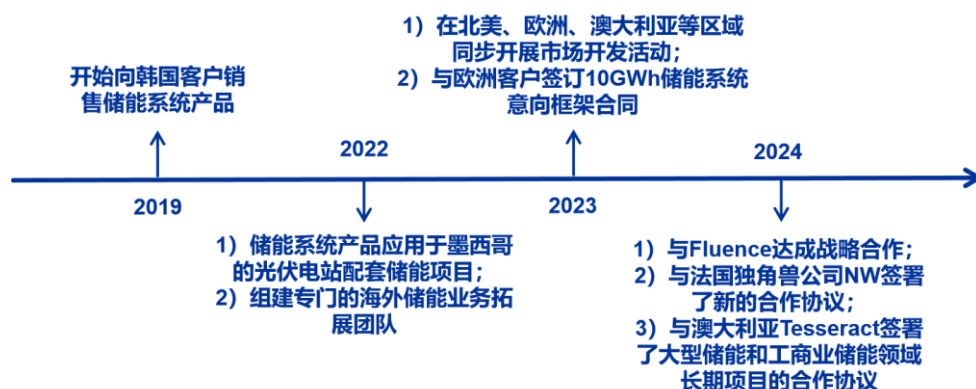 开始向韩国客户销
售储能系统产品
2019
2022
1）储能系统产品应用于墨西哥
的光伏电站配套储能项目；
2）组建专门的海外储能业务拓
展团队
1）在北美、欧洲、澳大利亚等区域
同步开展市场开发活动；
2）与欧洲客户签订10GWh储能系统
意向框架合同
2023
2024
1）与Fluence达成战略合作；
2）与法国独角兽公司NW签署
了新的合作协议；
3）与澳大利亚Tesseract签署
了大型储能和工商业储能领域
长期项目的合作协议